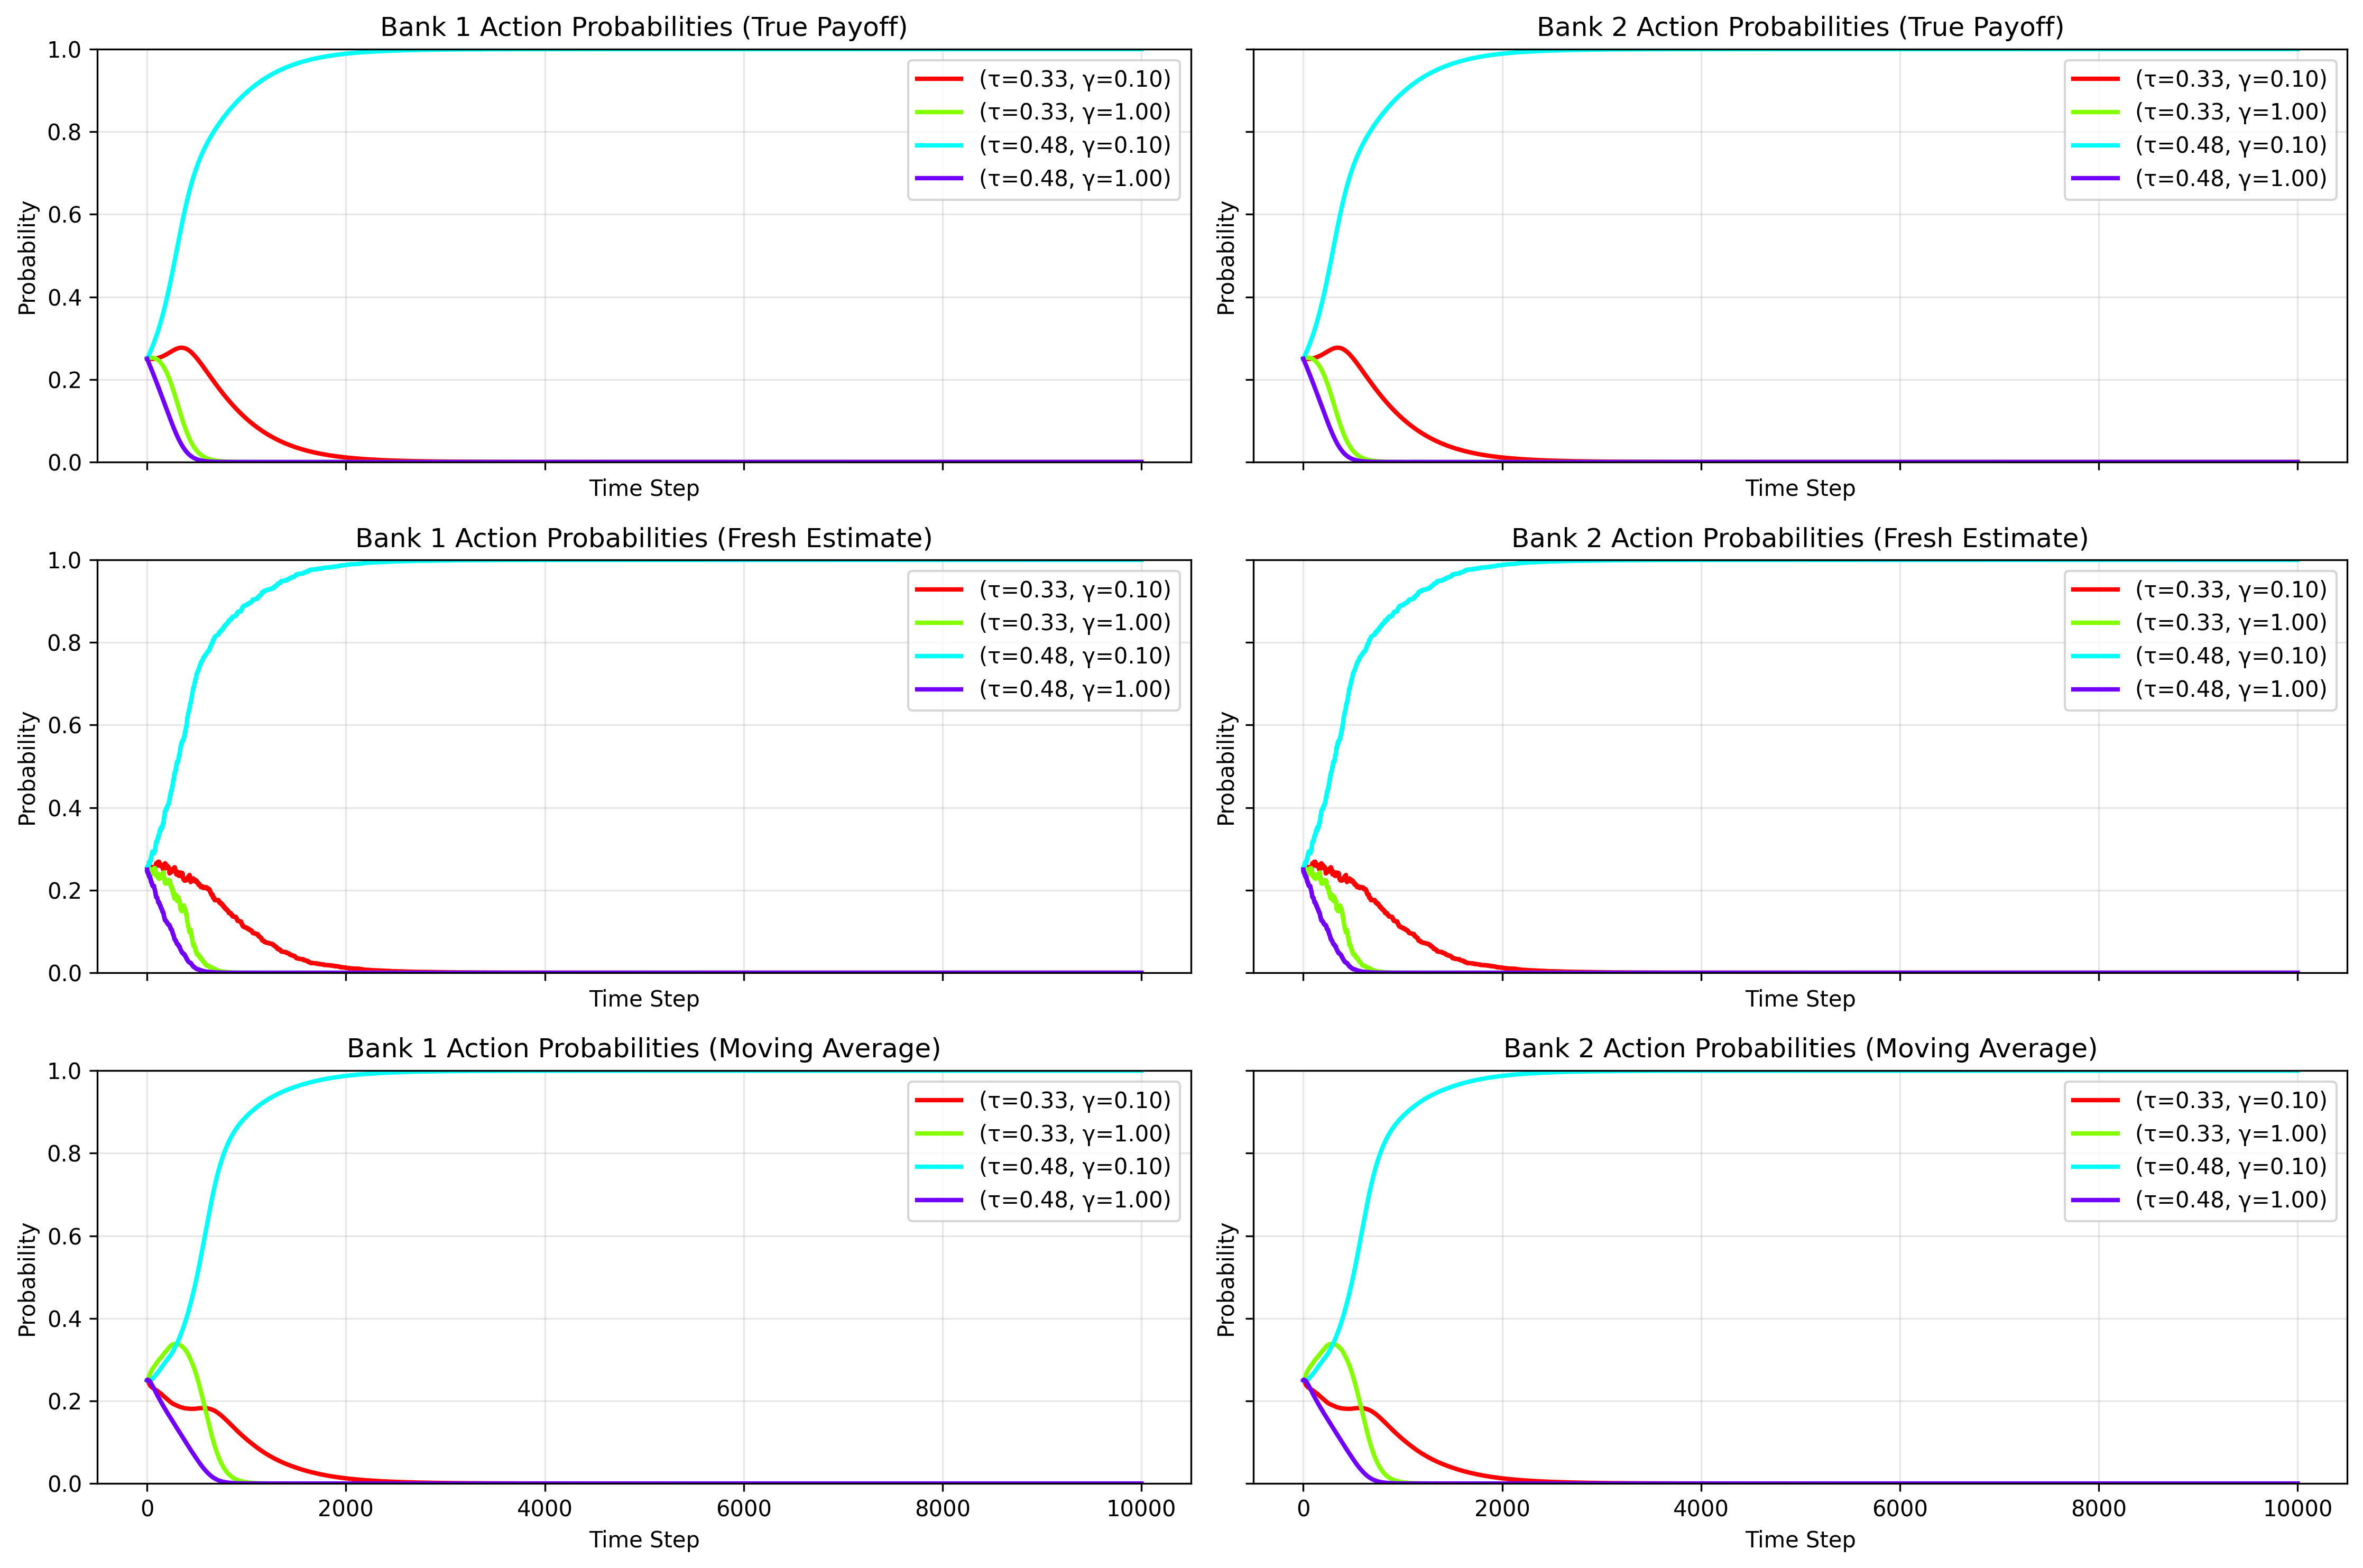 Bank 1 Action Probabilities (True Payoff)
1.0
0.8
0.6
0.4
0.2
0.0
Probability
Time Step
(τ=0.33, γ=0.10)
(τ=0.33, γ=1.00)
(τ=0.48, γ=0.10)
(τ=0.48, γ=1.00)
Bank 2 Action Probabilities (True Payoff)
Probability
Time Step
(τ=0.33, γ=0.10)
(τ=0.33, γ=1.00)
(τ=0.48, γ=0.10)
(τ=0.48, γ=1.00)
Bank 1 Action Probabilities (Fresh Estimate)
1.0
0.8
0.6
0.4
0.2
0.0
Probability
Time Step
(τ=0.33, γ=0.10)
(τ=0.33, γ=1.00)
(τ=0.48, γ=0.10)
(τ=0.48, γ=1.00)
Bank 2 Action Probabilities (Fresh Estimate)
Probability
Time Step
(τ=0.33, γ=0.10)
(τ=0.33, γ=1.00)
(τ=0.48, γ=0.10)
(τ=0.48, γ=1.00)
Bank 1 Action Probabilities (Moving Average)
1.0
0.8
0.6
0.4
0.2
0.0
Probability
(τ=0.33, γ=0.10)
(τ=0.33, γ=1.00)
(τ=0.48, γ=0.10)
(τ=0.48, γ=1.00)
0 2000 4000 6000 8000 10000
Time Step
Bank 2 Action Probabilities (Moving Average)
Probability
(τ=0.33, γ=0.10)
(τ=0.33, γ=1.00)
(τ=0.48, γ=0.10)
(τ=0.48, γ=1.00)
0 2000 4000 6000 8000 10000
Time Step